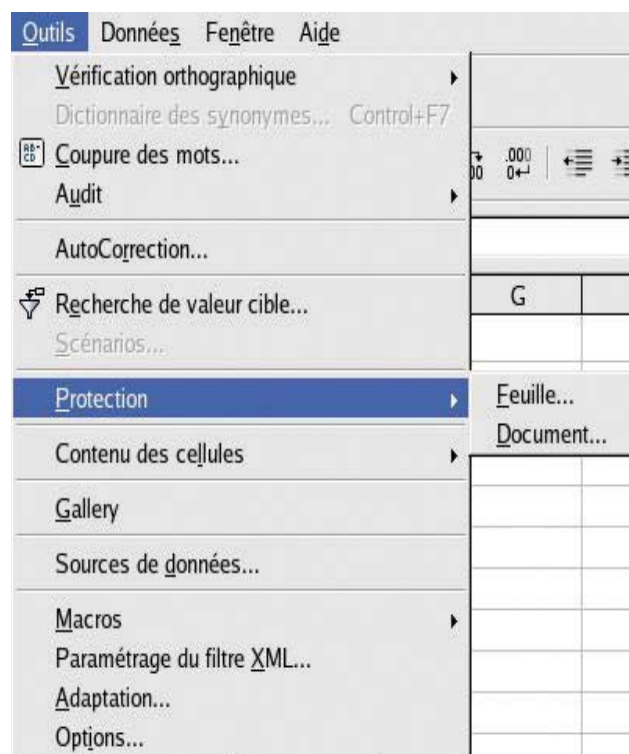 Outils Données Fenêtre Aide
Vérification orthographique
Dictionnaire des synonymes... Control+F7
Coupure des mots...
Audit
AutoCorrection...
Recherche de valeur cible...
Scénarios...
Protection
Feuille...
Document...
Contenu des cellules
Gallery
Sources de données...
Macros
Paramétrage du filtre XML...
Adaptation...
Options...
.000
G